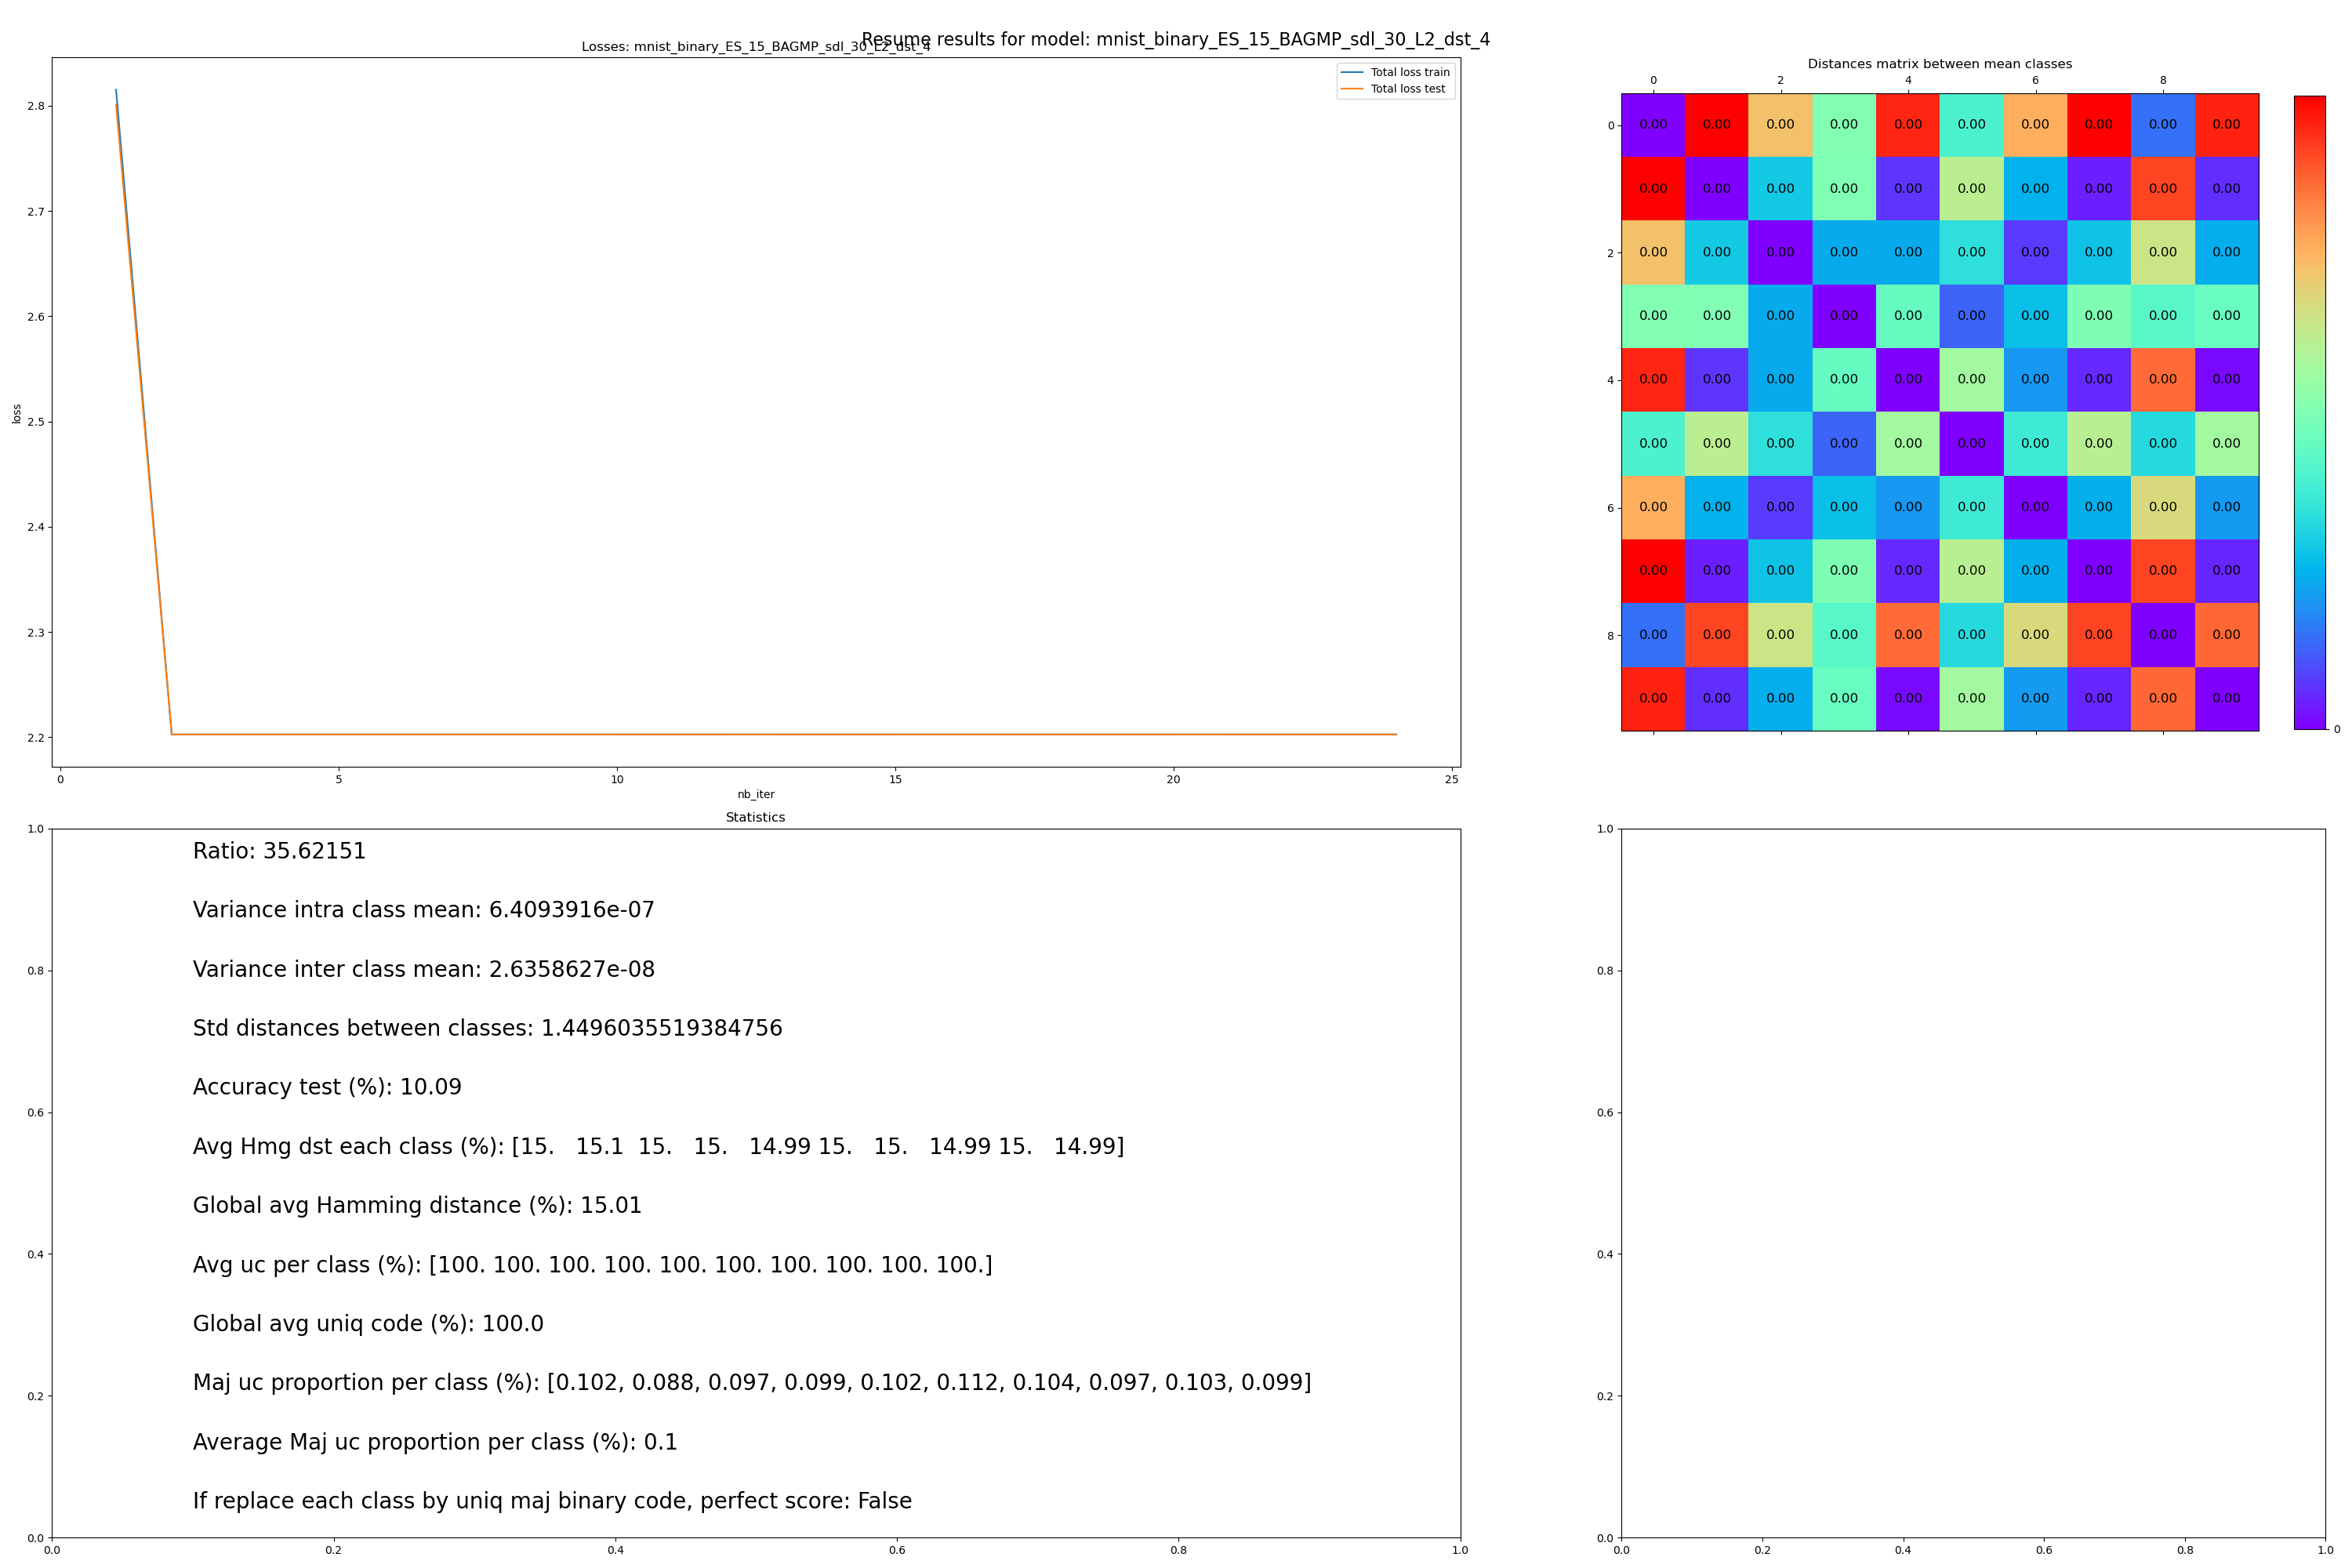 Resume results for model: mnist_binary_ES_15_BAGMP_sdl_30_L2_dst_4
Losses: mnist_binary_ES_15_BAGMP_sdl_30_L2_dst_4
Total loss train
Total loss test
2.8
2.7
2.6
2.5
2.4
2.3
2.2
loss
0 5 10 15 20 25
nb_iter
Distances matrix between mean classes
0 2 4 6 8
0 0.00 0.00 0.00 0.00 0.00 0.00 0.00 0.00 0.00 0.00
0.00 0.00 0.00 0.00 0.00 0.00 0.00 0.00 0.00 0.00
2 0.00 0.00 0.00 0.00 0.00 0.00 0.00 0.00 0.00 0.00
0.00 0.00 0.00 0.00 0.00 0.00 0.00 0.00 0.00 0.00
4 0.00 0.00 0.00 0.00 0.00 0.00 0.00 0.00 0.00 0.00
0.00 0.00 0.00 0.00 0.00 0.00 0.00 0.00 0.00 0.00
6 0.00 0.00 0.00 0.00 0.00 0.00 0.00 0.00 0.00 0.00
0.00 0.00 0.00 0.00 0.00 0.00 0.00 0.00 0.00 0.00
8 0.00 0.00 0.00 0.00 0.00 0.00 0.00 0.00 0.00 0.00
0.00 0.00 0.00 0.00 0.00 0.00 0.00 0.00 0.00 0.00
0
Statistics
1.0
0.8
0.6
0.4
0.2
0.0
Ratio: 35.62151
Variance intra class mean: 6.4093916e-07
Variance inter class mean: 2.6358627e-08
Std distances between classes: 1.4496035519384756
Accuracy test (%): 10.09
Avg Hmg dst each class (%): [15.   15.1  15.   15.   14.99 15.   15.   14.99 15.   14.99]
Global avg Hamming distance (%): 15.01
Avg uc per class (%): [100. 100. 100. 100. 100. 100. 100. 100. 100. 100.]
Global avg uniq code (%): 100.0
Maj uc proportion per class (%): [0.102, 0.088, 0.097, 0.099, 0.102, 0.112, 0.104, 0.097, 0.103, 0.099]
Average Maj uc proportion per class (%): 0.1
If replace each class by uniq maj binary code, perfect score: False
0.0 0.2 0.4 0.6 0.8 1.0
1.0
0.8
0.6
0.4
0.2
0.0
0.0 0.2 0.4 0.6 0.8 1.0